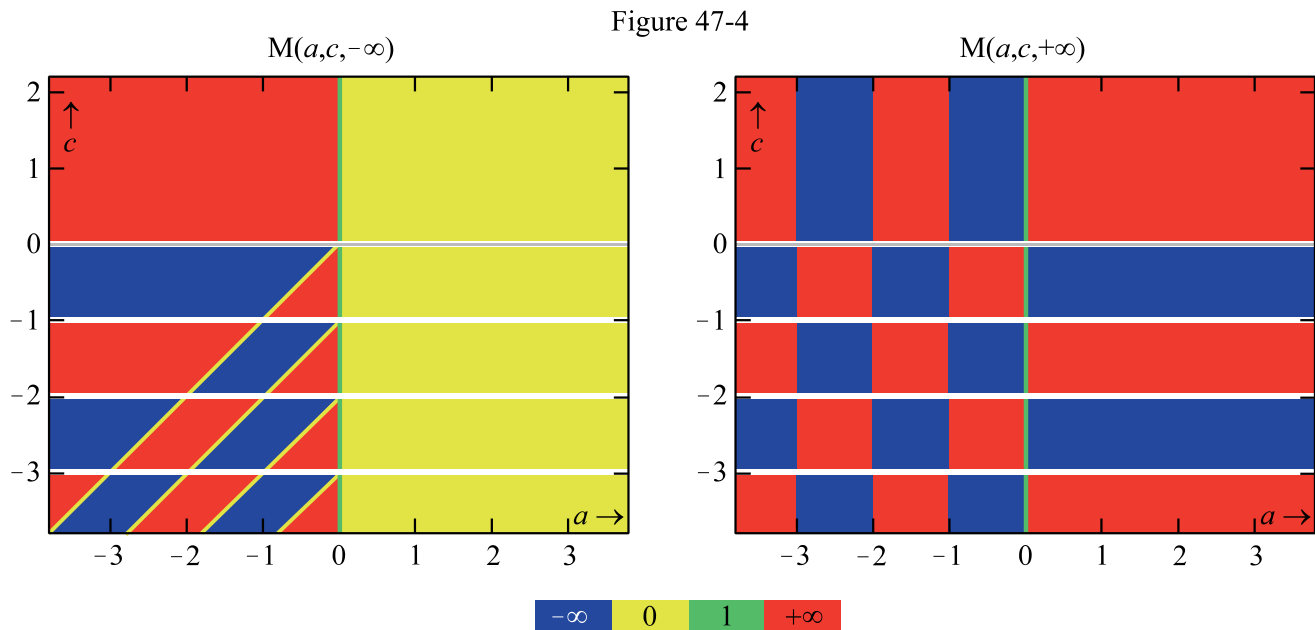 Figure 47-4
M(a,c,−∞)
M(a,c,+∞)
2
↑
c
1
0
−1
−2
−3
a →
−3 −2 −1 0 1 2 3
2
↑
c
1
0
−1
−2
−3
a →
−3 −2 −1 0 1 2 3
−∞ 0 1 +∞